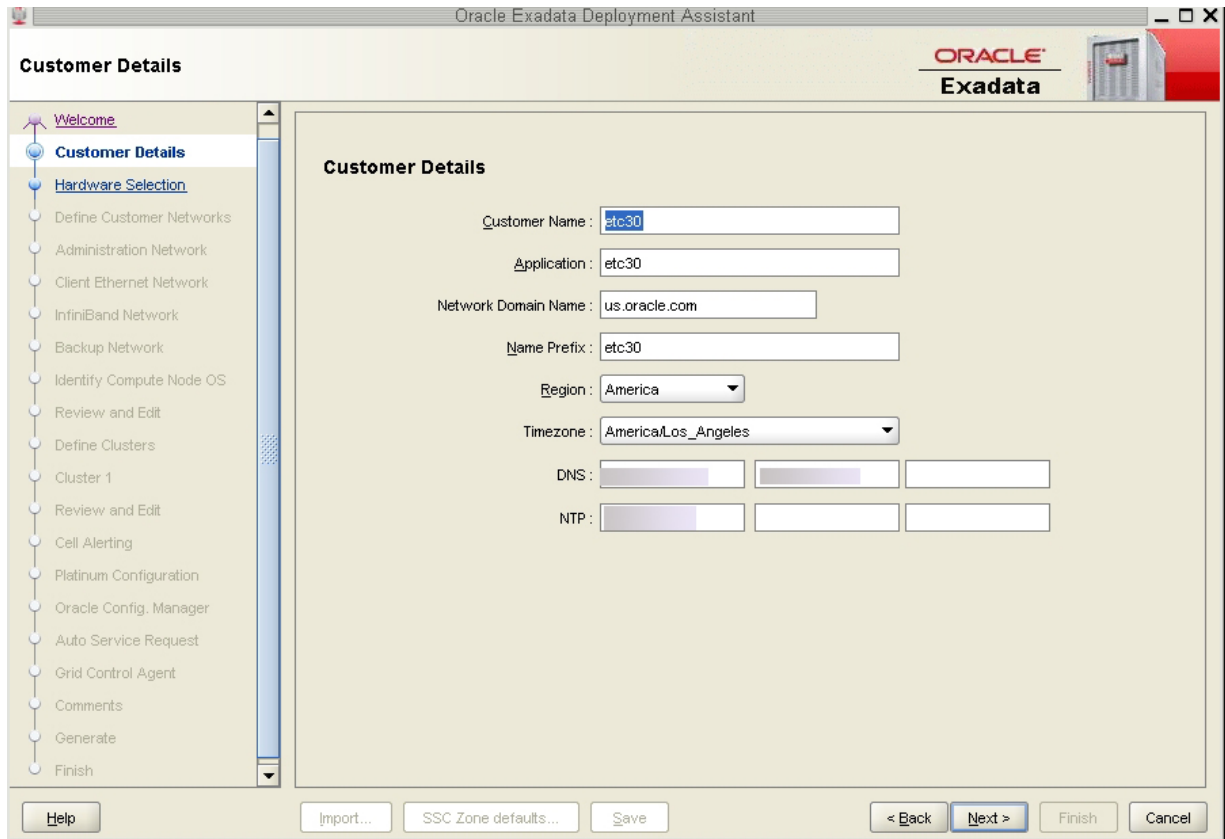 Oracle Exadata Deployment Assistant
Customer Details
ORACLE
Exadata
Welcome
Customer Details
Hardware Selection
Define Customer Networks
Administration Network
Client Ethernet Network
InfiniBand Network
Backup Network
Identify Compute Node OS
Review and Edit
Define Clusters
Cluster 1
Review and Edit
Cell Alerting
Platinum Configuration
Oracle Config. Manager
Auto Service Request
Grid Control Agent
Comments
Generate
Finish
Customer Details
Customer Name : etc30
Application : etc30
Network Domain Name : us.oracle.com
Name Prefix : etc30
Region : America
Timezone : America/Los_Angeles
DNS :
NTP :
Help Import... SSC Zone defaults... Save < Back Next > Finish Cancel